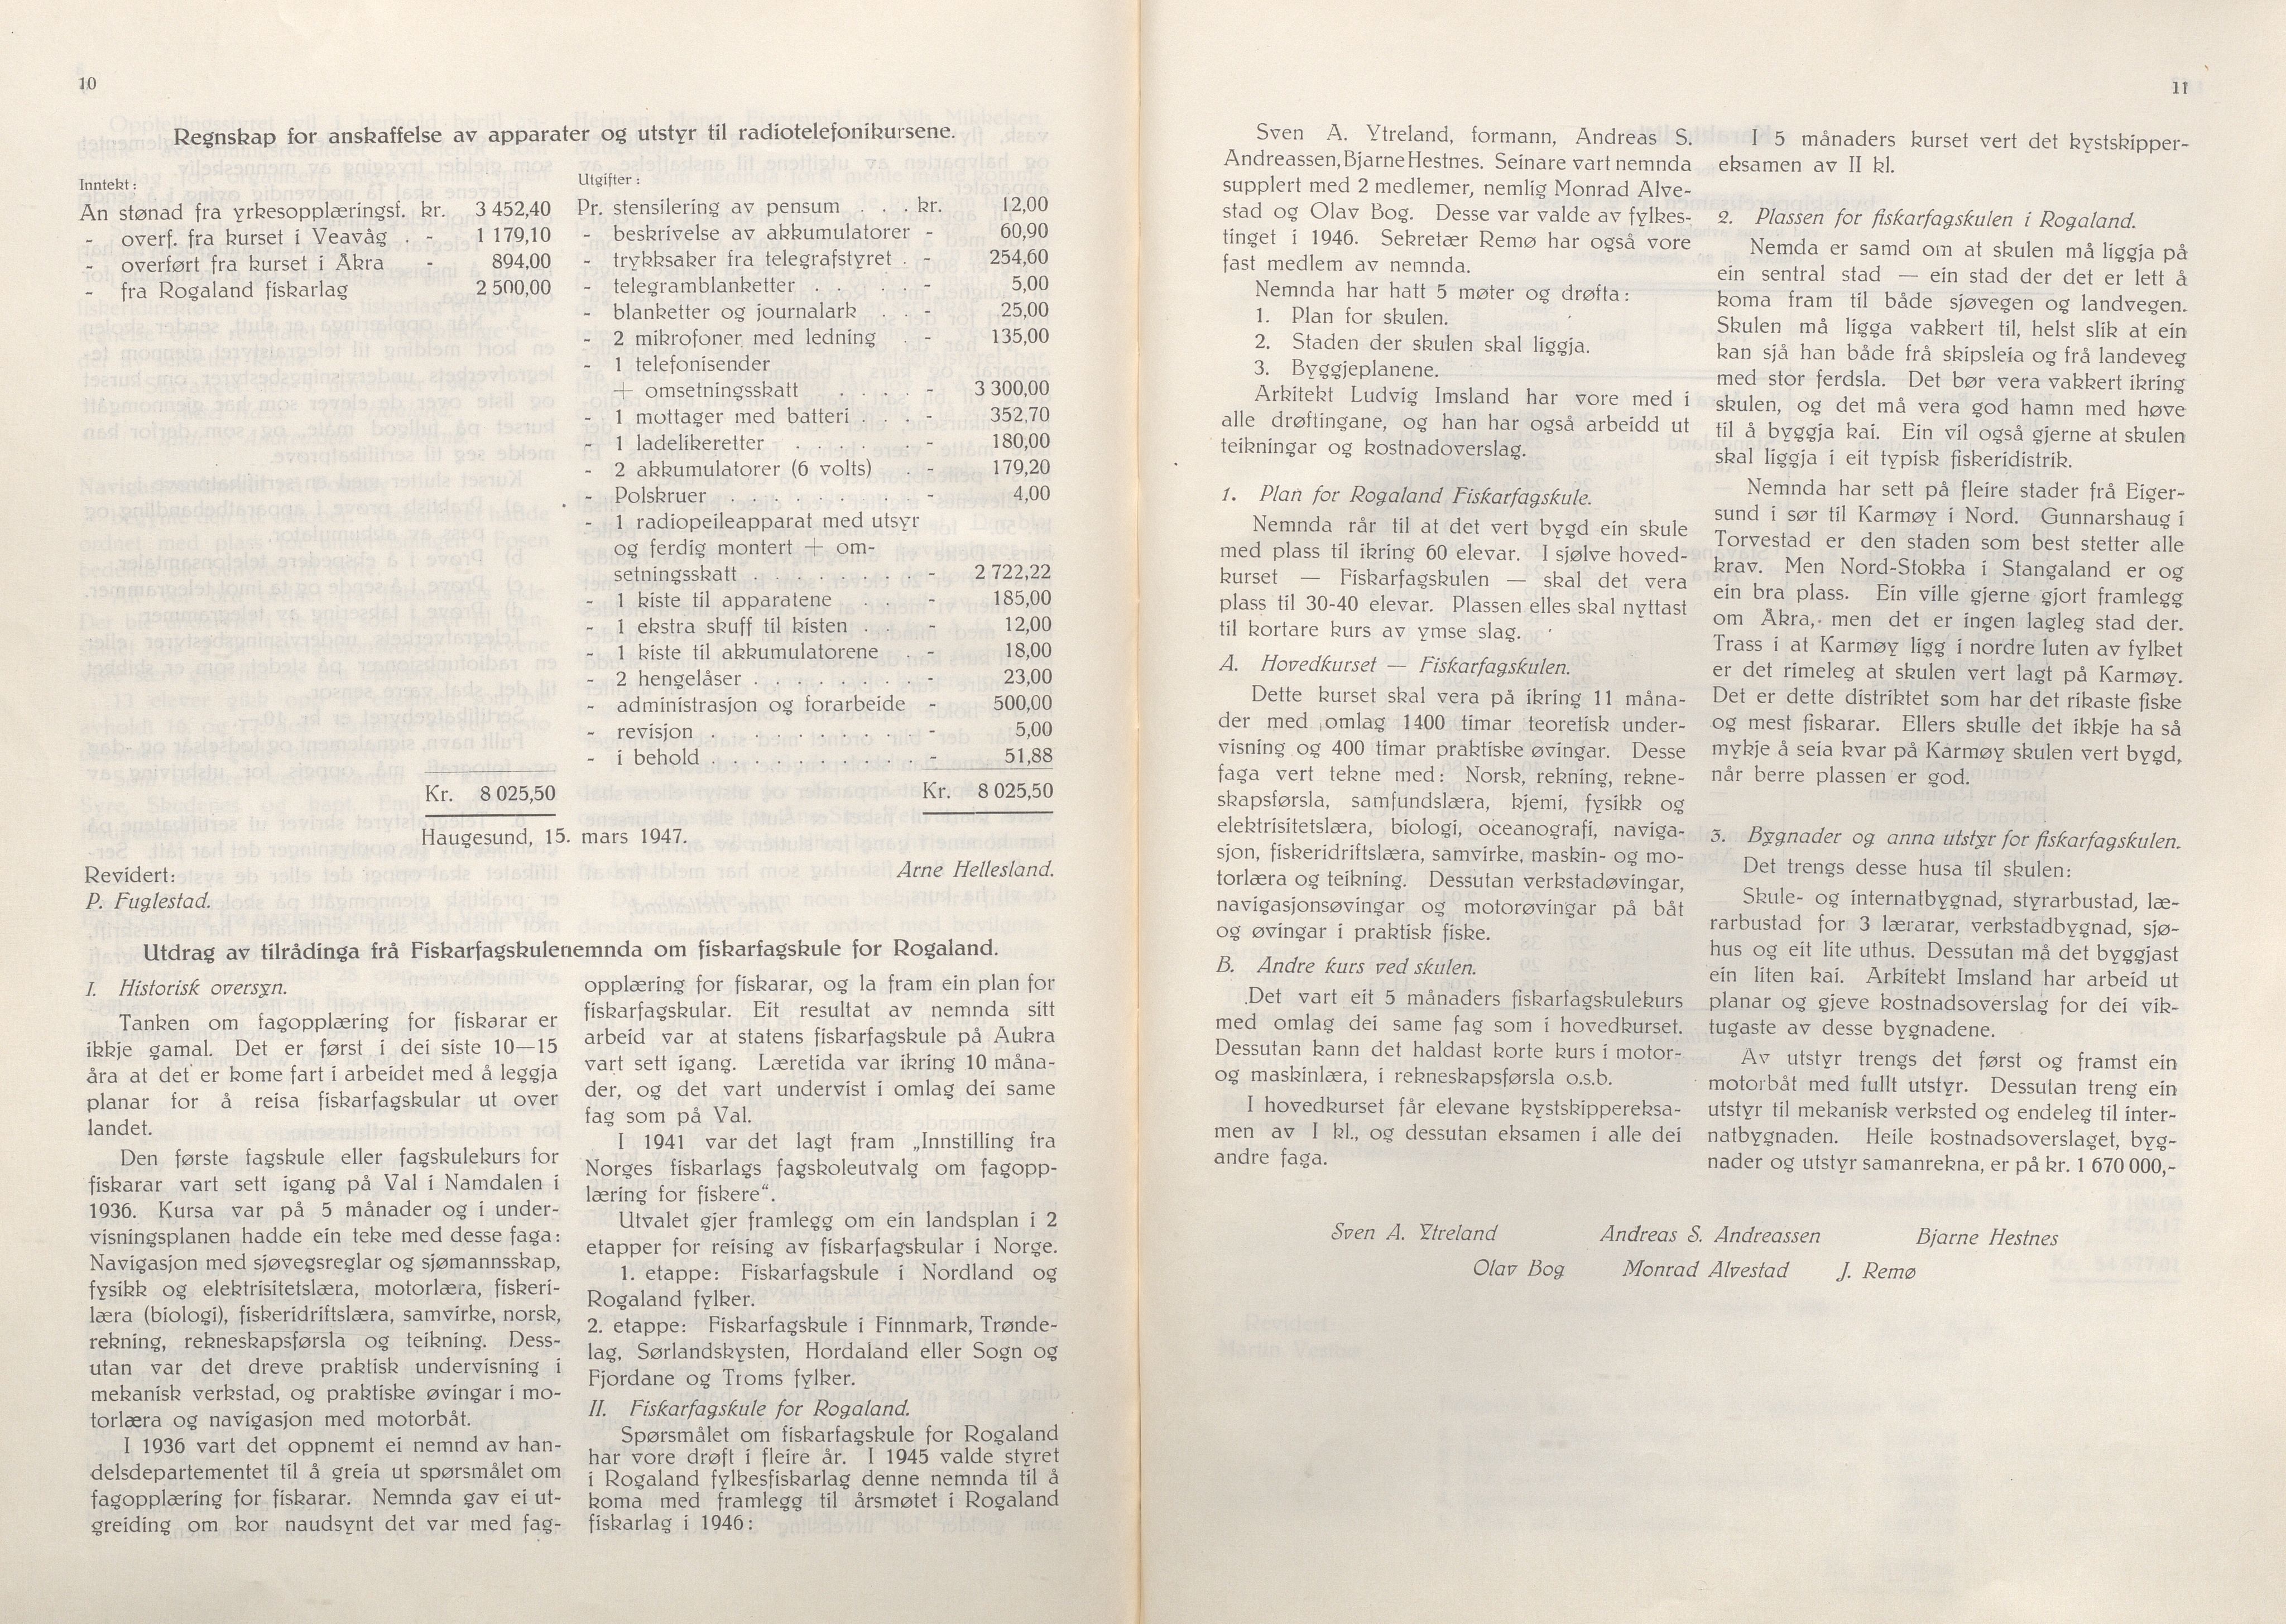 10
Regnskap for anskaffelse av apparater og utstyr til radiotelefonikursene.
Inntekt:
An stønad fra yrkesopplæringsf. kr. 3 452,40
- overf. fra kurset i Veavåg . - 1 179,10
- overført fra kurset i Åkra - 894,00
- fra Rogaland fiskarlag 2 500,00
Kr. 8 025,50
Utgifter:
Pr. stensilering av pensum . . . kr. 12,00
- beskrivelse av akkumulatorer - 60,90
- trykksaker fra telegrafstyret . - 254,60
- telegramblanketter . . . . - 5,00
- blanketter og journalark . . - 25,00
- 2 mikrofoner med ledning . - 135,00
- 1 telefonisender
+ omsetningsskatt . . . . - 3 300,00
- 1 mottager med batteri . . . - 352,70
- 1 ladelikeretter . . . . . - 180,00
- 2 akkumulatorer (6 volts) . - 179,20
- Polskruer . . . . . . . . - 4,00
- 1 radiopeileapparat med utsyr
og ferdig montert + om-
setningsskatt . . . . . . . - 2 722,22
- 1 kiste til apparatene . . - 185,00
- 1 ekstra skuff til kisten . . - 12,00
- 1 kiste til akkumulatorene . - 18,00
- 2 hengelåser . . . . . . . - 23,00
- administrasjon og forarbeide - 500,00
- revisjon . . . . . . . . - 5,00
- i behold . . . . . . . . . - 51,88
Kr. 8 025,50
Haugesund, 15. mars 1947.
Arne Hellesland.
Revidert:
P. Fuglestad.
Utdrag av tilrådinga frå Fiskarfagskulenemnda om fiskarfagskule for Rogaland.
I. Historisk oversyn.
Tanken om fagopplæring for fiskarar er
ikkje gamal. Det er først i dei siste 10—15
åra at det er kome fart i arbeidet med å leggja
planar for å reisa fiskarfagskular ut over
landet.
Den første fagskule eller fagskulekurs for
fiskarar vart sett igang på Val i Namdalen i
1936. Kursa var på 5 månader og i under-
visningsplanen hadde ein teke med desse faga:
Navigasjon med sjøvegsreglar og sjømannsskap,
fysikk og elektrisitetslæra, motorlæra, fiskeri-
læra (biologi), fiskeridriftslæra, samvirke, norsk,
rekning, rekneskapsførsla og teikning. Dess-
utan var det dreve praktisk undervisning i
mekanisk verkstad, og praktiske øvingar i mo-
torlæra og navigasjon med motorbåt.
I 1936 vart det oppnemt ei nemnd av han-
delsdepartementet til å greia ut spørsmålet om
fagopplæring for fiskarar. Nemnda gav ei ut-
greiding om kor naudsynt det var med fag-
opplæring for fiskarar, og la fram ein plan for
fiskarfagskular. Eit resultat av nemnda sitt
arbeid var at statens fiskarfagskule på Aukra
vart sett igang. Læretida var ikring 10 måna-
der, og det vart undervist i omlag dei same
fag som på Val.
I 1941 var det lagt fram „Innstilling fra
Norges fiskarlags fagskoleutvalg om fagopp-
læring for fiskere“.
Utvalet gjer framlegg om ein landsplan i 2
etapper for reising av fiskarfagskular i Norge.
1. etappe: Fiskarfagskule i Nordland og
Rogaland fylker.
2. etappe: Fiskarfagskule i Finnmark, Trønde-
lag, Sørlandskysten, Hordaland eller Sogn og
Fjordane og Troms fylker.
II. Fiskarfagskule for Rogaland.
Spørsmålet om fiskarfagskule for Rogaland
har vore drøft i fleire år. I 1945 valde styret
i Rogaland fylkesfiskarlag denne nemnda til å
koma med framlegg til årsmøtet i Rogaland
fiskarlag i 1946:
11
Sven A. Ytreland, formann, Andreas S.
Andreassen, Bjarne Hestnes. Seinare vart nemnda
supplert med 2 medlemer, nemlig Monrad Alve-
stad og Olav Bog. Desse var valde av fylkes-
tinget i 1946. Sekretær Remø har også vore
fast medlem av nemnda.
Nemnda har hatt 5 møter og drøfta:
1. Plan for skulen.
2. Staden der skulen skal liggja.
3. Byggjeplanene.
Arkitekt Ludvig Imsland har vore med i
alle drøftingane, og han har også arbeidd ut
teikningar og kostnadoverslag.
1. Plan for Rogaland Fiskarfagskule.
Nemnda rår til at det vert bygd ein skule
med plass til ikring 60 elevar. I sjølve hoved-
kurset — Fiskarfagskulen — skal det vera
plass til 30-40 elevar. Plassen elles skal nyttast
til kortare kurs av ymse slag.
A. Hovedkurset — Fiskarfagskulen.
Dette kurset skal vera på ikring 11 måna-
der med omlag 1400 timar teoretisk under-
visning og 400 timar praktiske øvingar. Desse
faga vert tekne med: Norsk, rekning, rekne-
skapsførsla, samfundslæra, kjemi, fysikk og
elektrisitetslæra, biologi, oceanografi, naviga-
sjon, fiskeridriftslæra, samvirke, maskin- og mo-
torlæra og teikning. Dessutan verkstadøvingar,
navigasjonsøvingar og motorøvingar på båt
og øvingar i praktisk fiske.
B. Andre kurs ved skulen.
Det vart eit 5 månaders fiskarfagskulekurs
med omlag dei same fag som i hovedkurset.
Dessutan kann det haldast korte kurs i motor-
og maskinlæra, i rekneskapsførsla o.s.b.
I hovedkurset får elevane kystskippereksa-
men av I kl., og dessutan eksamen i alle dei
andre faga.
I 5 månaders kurset vert det kystskipper-
eksamen av II kl.
2. Plassen for fiskarfagskulen i Rogaland.
Nemda er samd om at skulen må liggja på
ein sentral stad — ein stad der det er lett å
koma fram til både sjøvegen og landvegen.
Skulen må ligga vakkert til, helst slik at ein
kan sjå han både frå skipsleia og frå landeveg
med stor ferdsla. Det bør vera vakkert ikring
skulen, og det må vera god hamn med høve
til å byggja kai. Ein vil også gjerne at skulen
skal liggja i eit typisk fiskeridistrik.
Nemnda har sett på fleire stader frå Eiger-
sund i sør til Karmøy i Nord. Gunnarshaug i
Torvestad er den staden som best stetter alle
krav. Men Nord-Stokka i Stangaland er og
ein bra plass. Ein ville gjerne gjort framlegg
om Åkra, men det er ingen lagleg stad der.
Trass i at Karmøy ligg i nordre luten av fylket
er det rimeleg at skulen vert lagt på Karmøy.
Det er dette distriktet som har det rikaste fiske
og mest fiskarar. Ellers skulle det ikkje ha så
mykje å seia kvar på Karmøy skulen vert bygd,
når berre plassen er god.
3. Bygnader og anna utstyr for fiskarfagskulen.
Det trengs desse husa til skulen:
Skule- og internatbygnad, styrarbustad, læ-
rarbustad for 3 lærarar, verkstadbygnad, sjø-
hus og eit lite uthus. Dessutan må det byggjast
ein liten kai. Arkitekt Imsland har arbeid ut
planar og gjeve kostnadsoverslag for dei vik-
tugaste av desse bygnadene.
Av utstyr trengs det først og framst ein
motorbåt med fullt utstyr. Dessutan treng ein
utstyr til mekanisk verksted og endeleg til inter-
natbygnaden. Heile kostnadsoverslaget, byg-
nader og utstyr samanrekna, er på kr. 1 670 000,-
Sven A. Ytreland Andreas S. Andreassen Bjarne Hestnes
Olav Bog Monrad Alvestad J. Remø